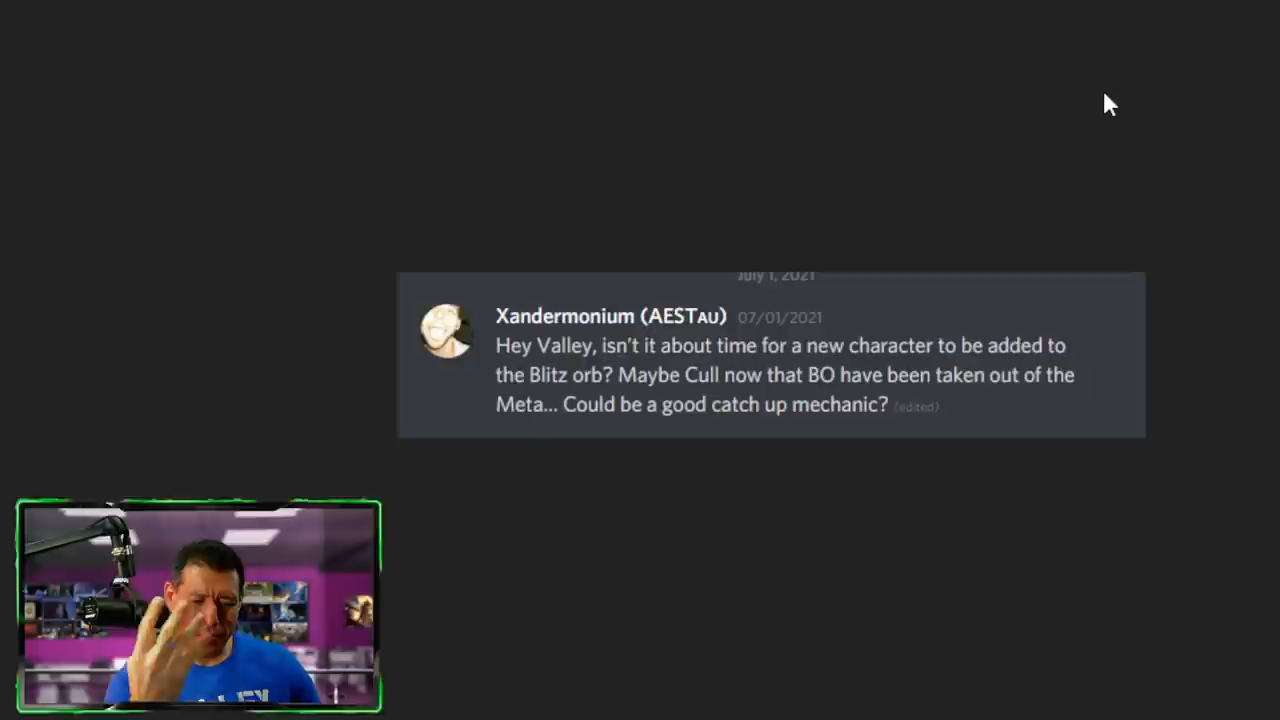 July 1, 2021
Xandermonium (AESTAU) 07/01/2021
Hey Valley, isn't it about time for a new character to be added to
the Blitz orb? Maybe Cull now that BO have been taken out of the
Meta... Could be a good catch up mechanic? (edited)